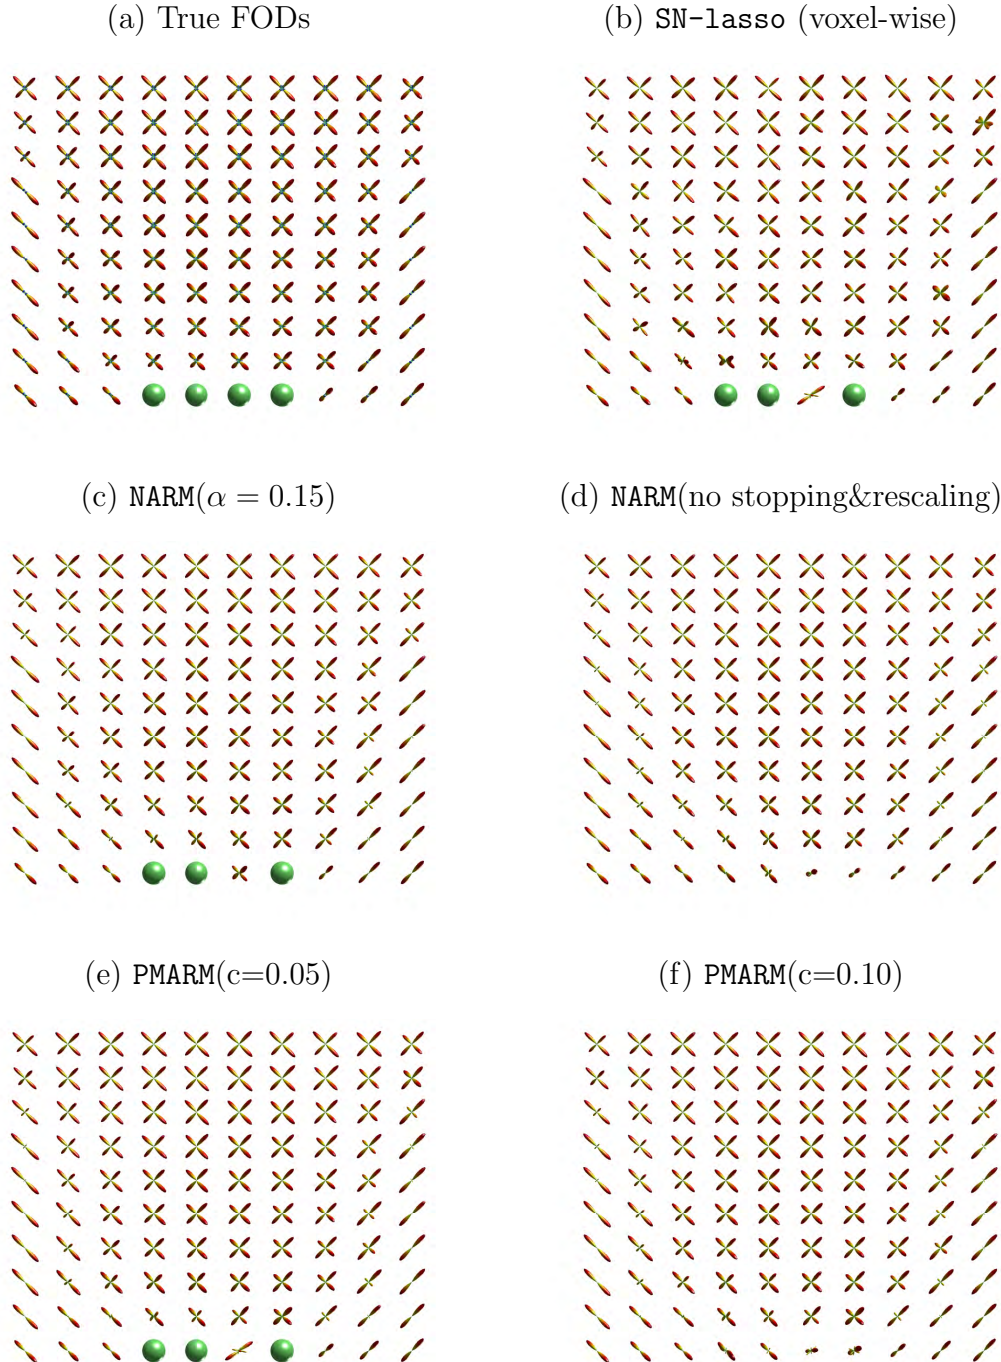 (a) True FODs
(b) SN-lasso (voxel-wise)
(c) NARM(α = 0.15)
(d) NARM(no stopping&rescaling)
(e) PMARM(c=0.05)
(f) PMARM(c=0.10)